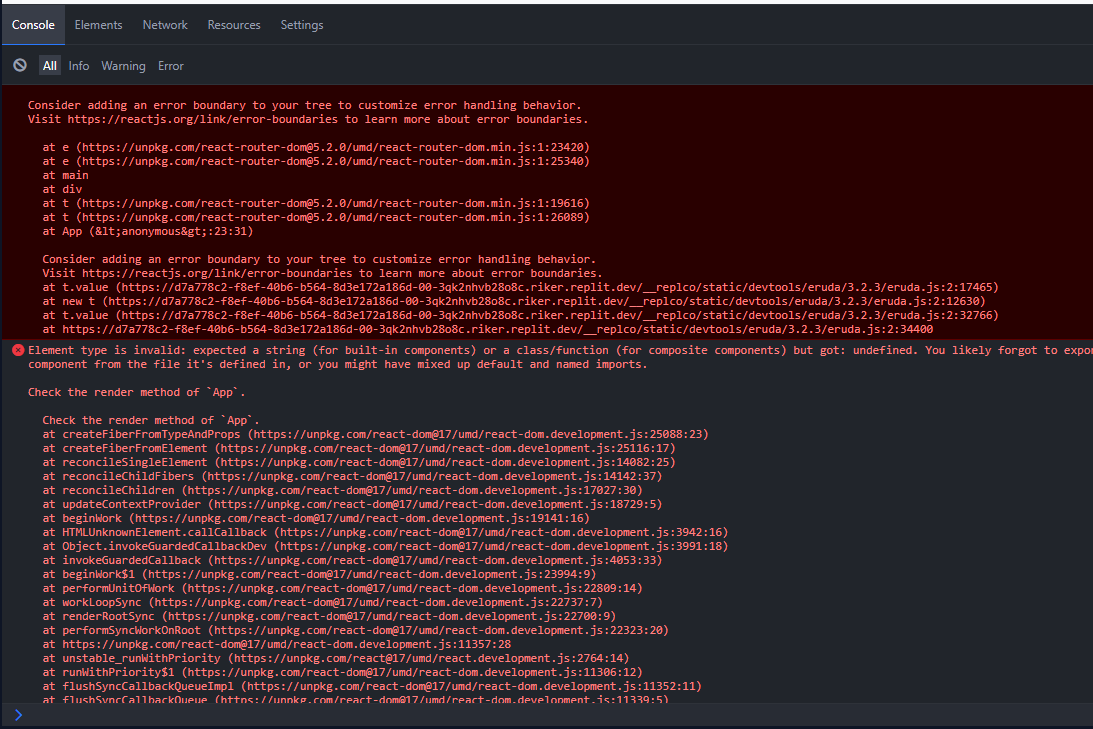 Console Elements Network Resources Settings
All Info Warning Error
Consider adding an error boundary to your tree to customize error handling behavior.
Visit https://reactjs.org/link/error-boundaries to learn more about error boundaries.
at e (https://unpkg.com/react-router-dom@5.2.0/umd/react-router-dom.min.js:1:23420)
at e (https://unpkg.com/react-router-dom@5.2.0/umd/react-router-dom.min.js:1:25340)
at main
at div
at t (https://unpkg.com/react-router-dom@5.2.0/umd/react-router-dom.min.js:1:19616)
at t (https://unpkg.com/react-router-dom@5.2.0/umd/react-router-dom.min.js:1:26089)
at App (&lt;anonymous&gt;:23:31)
Consider adding an error boundary to your tree to customize error handling behavior.
Visit https://reactjs.org/link/error-boundaries to learn more about error boundaries.
at t.value (https://d7a778c2-f8ef-40b6-b564-8d3e172a186d-00-3qk2nhvb28o8c.riker.replit.dev/__replco/static/devtools/eruda/3.2.3/eruda.js:2:17465)
at new t (https://d7a778c2-f8ef-40b6-b564-8d3e172a186d-00-3qk2nhvb28o8c.riker.replit.dev/__replco/static/devtools/eruda/3.2.3/eruda.js:2:12630)
at t.value (https://d7a778c2-f8ef-40b6-b564-8d3e172a186d-00-3qk2nhvb28o8c.riker.replit.dev/__replco/static/devtools/eruda/3.2.3/eruda.js:2:32766)
at https://d7a778c2-f8ef-40b6-b564-8d3e172a186d-00-3qk2nhvb28o8c.riker.replit.dev/__replco/static/devtools/eruda/3.2.3/eruda.js:2:34400
Element type is invalid: expected a string (for built-in components) or a class/function (for composite components) but got: undefined. You likely forgot to expo
component from the file it's defined in, or you might have mixed up default and named imports.
Check the render method of `App`.
Check the render method of `App`.
at createFiberFromTypeAndProps (https://unpkg.com/react-dom@17/umd/react-dom.development.js:25088:23)
at createFiberFromElement (https://unpkg.com/react-dom@17/umd/react-dom.development.js:25116:17)
at reconcileSingleElement (https://unpkg.com/react-dom@17/umd/react-dom.development.js:14082:25)
at reconcileChildFibers (https://unpkg.com/react-dom@17/umd/react-dom.development.js:14142:37)
at reconcileChildren (https://unpkg.com/react-dom@17/umd/react-dom.development.js:17027:30)
at updateContextProvider (https://unpkg.com/react-dom@17/umd/react-dom.development.js:18729:5)
at beginWork (https://unpkg.com/react-dom@17/umd/react-dom.development.js:19141:16)
at HTMLUnknownElement.callCallback (https://unpkg.com/react-dom@17/umd/react-dom.development.js:3942:16)
at Object.invokeGuardedCallbackDev (https://unpkg.com/react-dom@17/umd/react-dom.development.js:3991:18)
at invokeGuardedCallback (https://unpkg.com/react-dom@17/umd/react-dom.development.js:4053:33)
at beginWork$1 (https://unpkg.com/react-dom@17/umd/react-dom.development.js:23994:9)
at performUnitOfWork (https://unpkg.com/react-dom@17/umd/react-dom.development.js:22809:14)
at workLoopSync (https://unpkg.com/react-dom@17/umd/react-dom.development.js:22737:7)
at renderRootSync (https://unpkg.com/react-dom@17/umd/react-dom.development.js:22700:9)
at performSyncWorkOnRoot (https://unpkg.com/react-dom@17/umd/react-dom.development.js:22323:20)
at https://unpkg.com/react-dom@17/umd/react-dom.development.js:11357:28
at unstable_runWithPriority (https://unpkg.com/react@17/umd/react.development.js:2764:14)
at runWithPriority$1 (https://unpkg.com/react-dom@17/umd/react-dom.development.js:11306:12)
at flushSyncCallbackQueueImpl (https://unpkg.com/react-dom@17/umd/react-dom.development.js:11352:11)
at flushSyncCallbackQueue (https://unpkg.com/react-dom@17/umd/react-dom.development.js:11339:5)